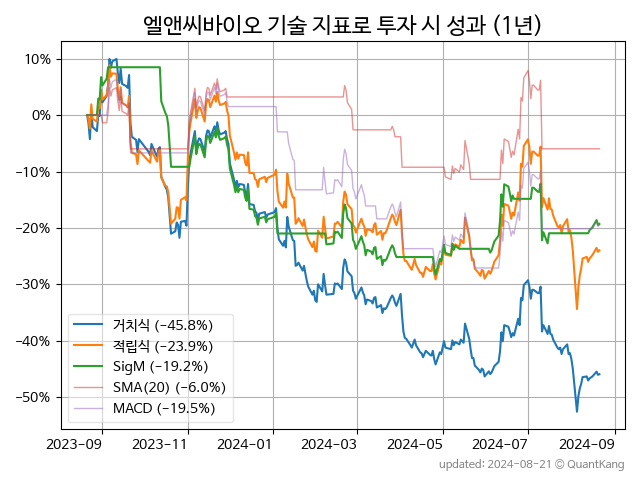 엘앤씨바이오 기술 지표로 투자 시 성과 (1년)
10%
0%
−10%
−20%
−30%
−40%
−50%
거치식 (−45.8%)
적립식 (−23.9%)
SigM (−19.2%)
SMA(20) (−6.0%)
MACD (−19.5%)
2023−09 2023−11 2024−01 2024−03 2024−05 2024−07 2024−09
updated: 2024-08-21 © QuantKang